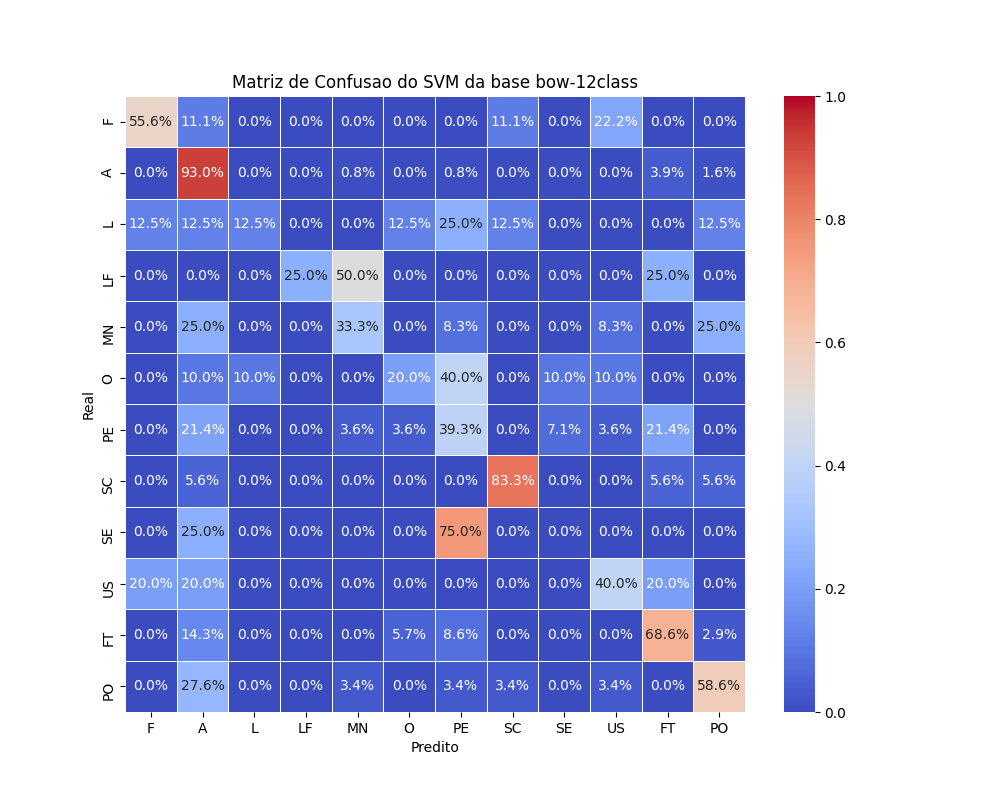 Matriz de Confusao do SVM da base bow-12class
F 55.6% 11.1% 0.0% 0.0% 0.0% 0.0% 0.0% 11.1% 0.0% 22.2% 0.0% 0.0%
A 0.0% 93.0% 0.0% 0.0% 0.8% 0.0% 0.8% 0.0% 0.0% 0.0% 3.9% 1.6%
L 12.5% 12.5% 12.5% 0.0% 0.0% 12.5% 25.0% 12.5% 0.0% 0.0% 0.0% 12.5%
LF 0.0% 0.0% 0.0% 25.0% 50.0% 0.0% 0.0% 0.0% 0.0% 0.0% 25.0% 0.0%
MN 0.0% 25.0% 0.0% 0.0% 33.3% 0.0% 8.3% 0.0% 0.0% 8.3% 0.0% 25.0%
O 0.0% 10.0% 10.0% 0.0% 0.0% 20.0% 40.0% 0.0% 10.0% 10.0% 0.0% 0.0%
PE 0.0% 21.4% 0.0% 0.0% 3.6% 3.6% 39.3% 0.0% 7.1% 3.6% 21.4% 0.0%
SC 0.0% 5.6% 0.0% 0.0% 0.0% 0.0% 0.0% 83.3% 0.0% 0.0% 5.6% 5.6%
SE 0.0% 25.0% 0.0% 0.0% 0.0% 0.0% 75.0% 0.0% 0.0% 0.0% 0.0% 0.0%
US 20.0% 20.0% 0.0% 0.0% 0.0% 0.0% 0.0% 0.0% 0.0% 40.0% 20.0% 0.0%
FT 0.0% 14.3% 0.0% 0.0% 0.0% 5.7% 8.6% 0.0% 0.0% 0.0% 68.6% 2.9%
PO 0.0% 27.6% 0.0% 0.0% 3.4% 0.0% 3.4% 3.4% 0.0% 3.4% 0.0% 58.6%
F A L LF MN O PE SC SE US FT PO
Predito
Real
1.0
0.8
0.6
0.4
0.2
0.0